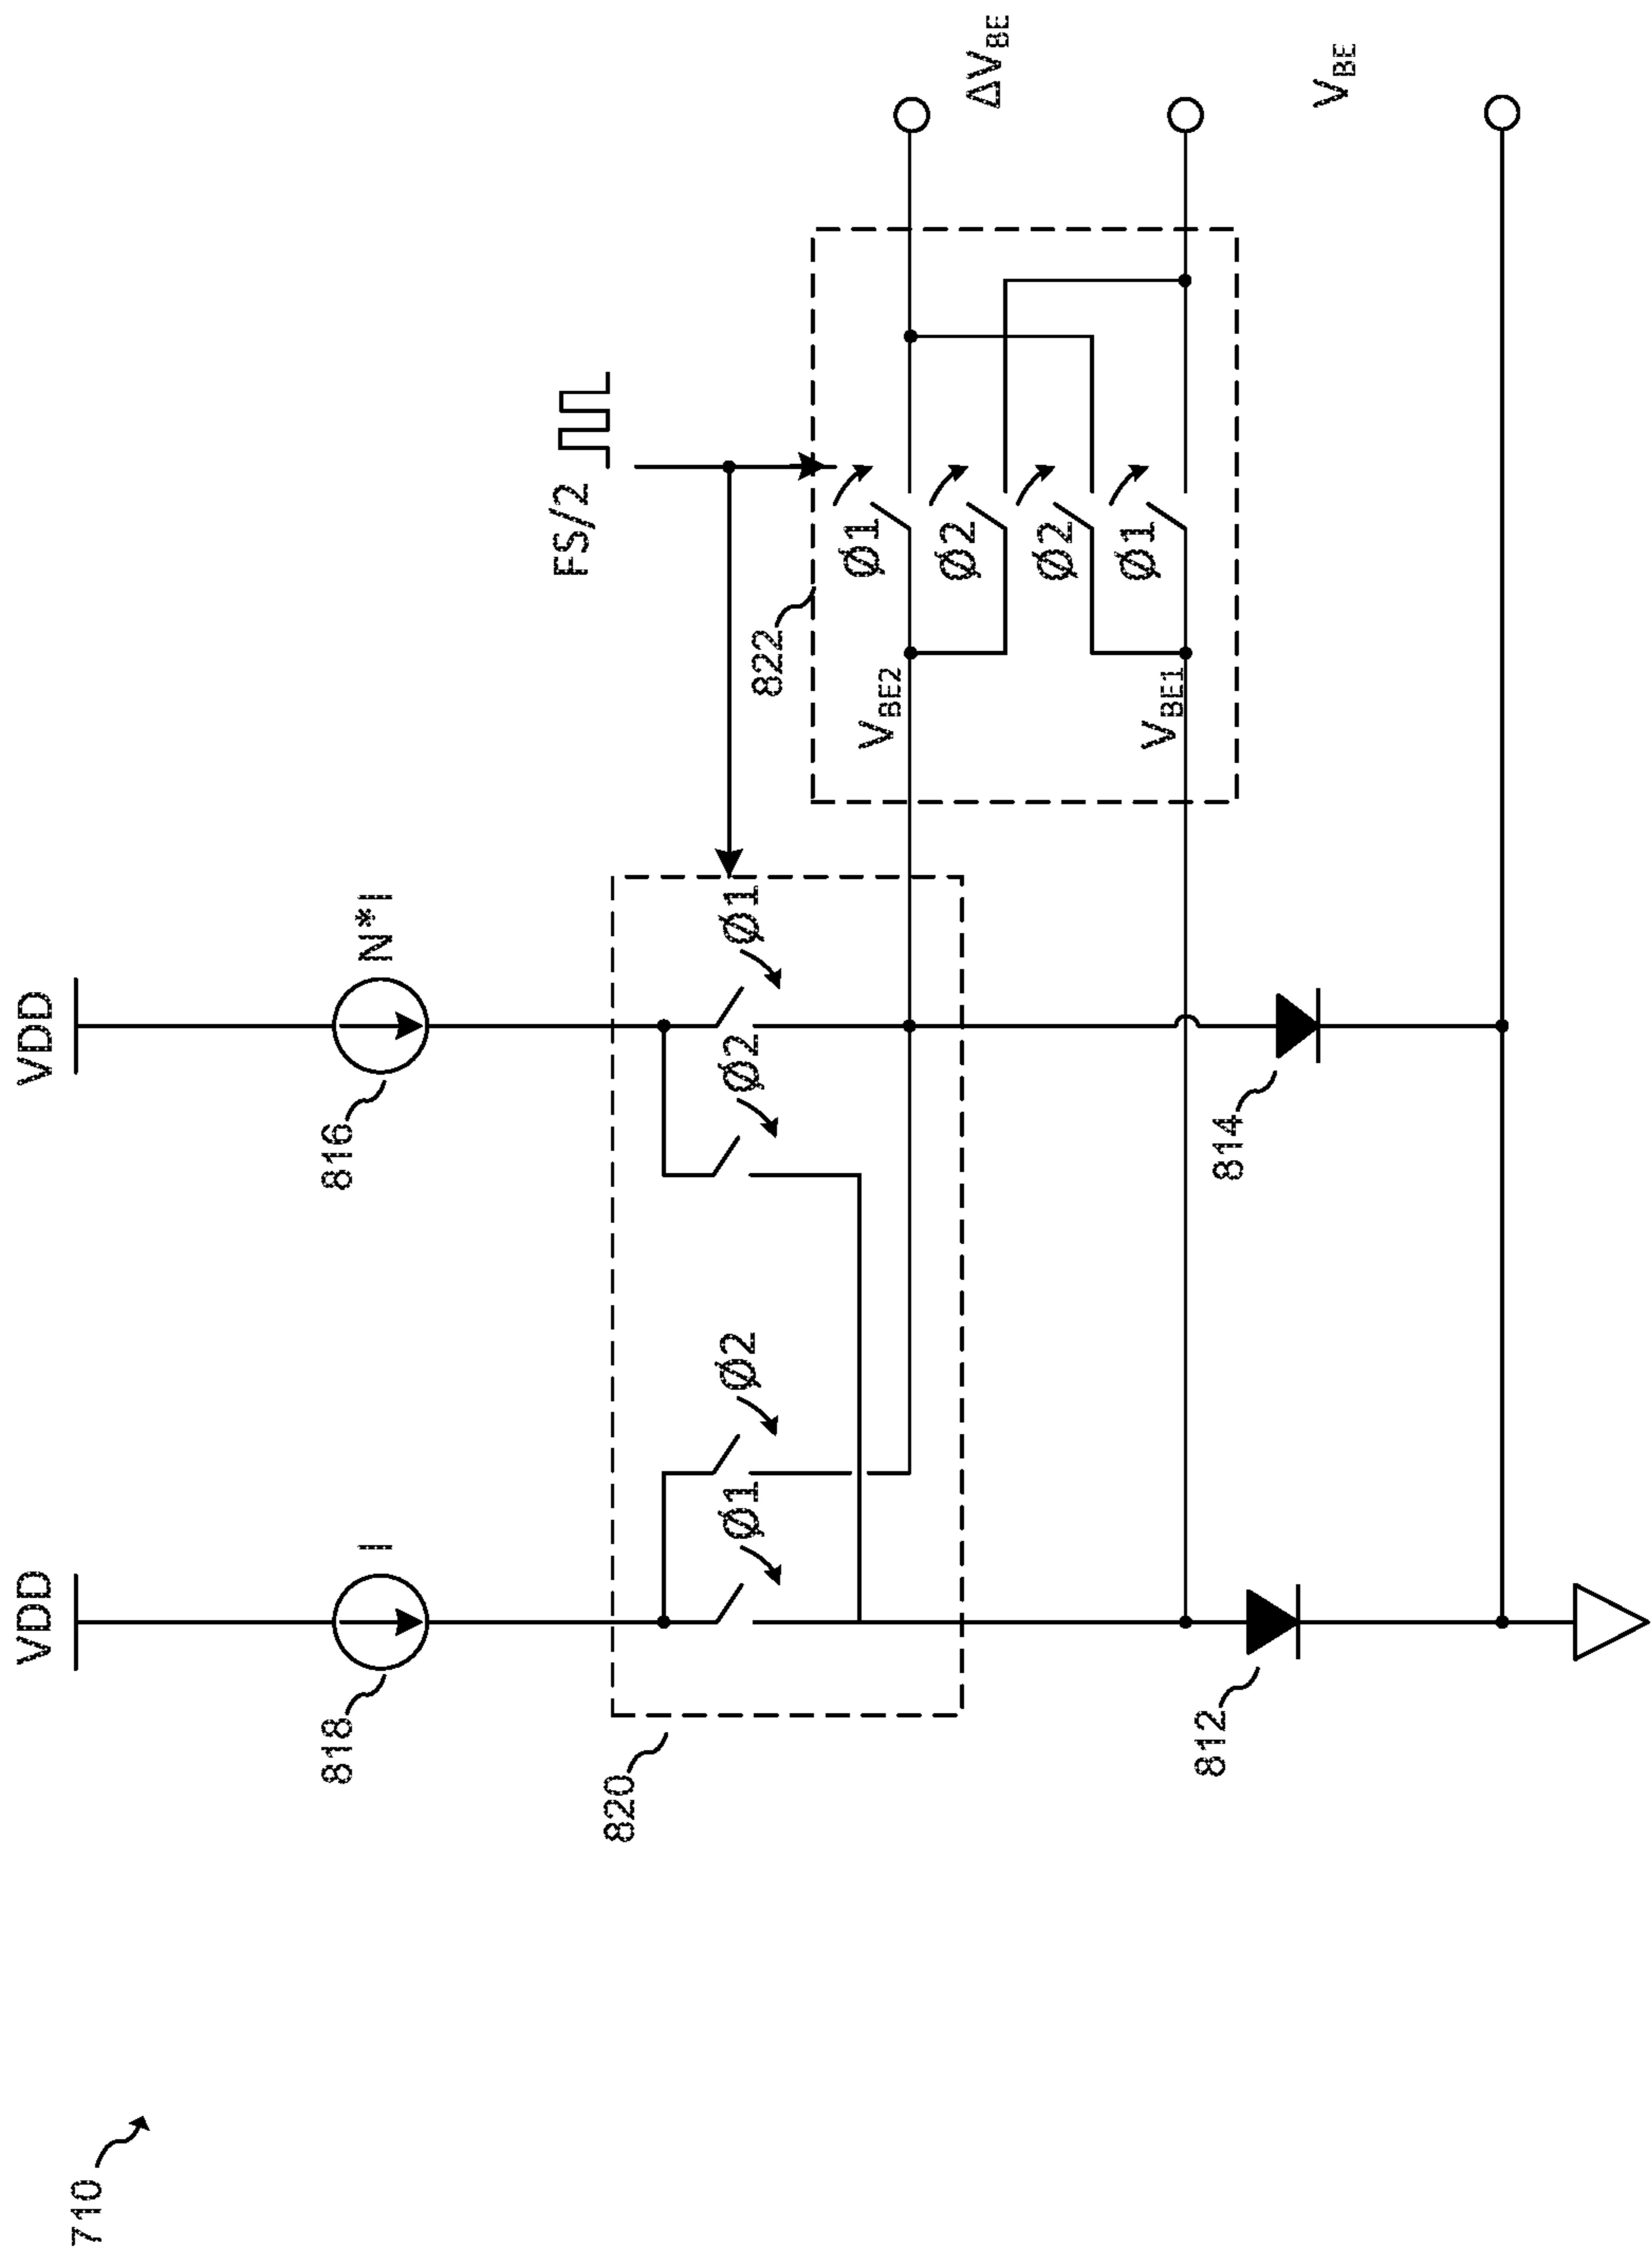 710
VDD
VDD
818
I
816
N*I
FS/2
820
Ø1
Ø2
Ø2
Ø1
822
V_BE2
Ø1
Ø2
Ø2
Ø1
V_BE1
ΔV_BE
812
814
V_BE